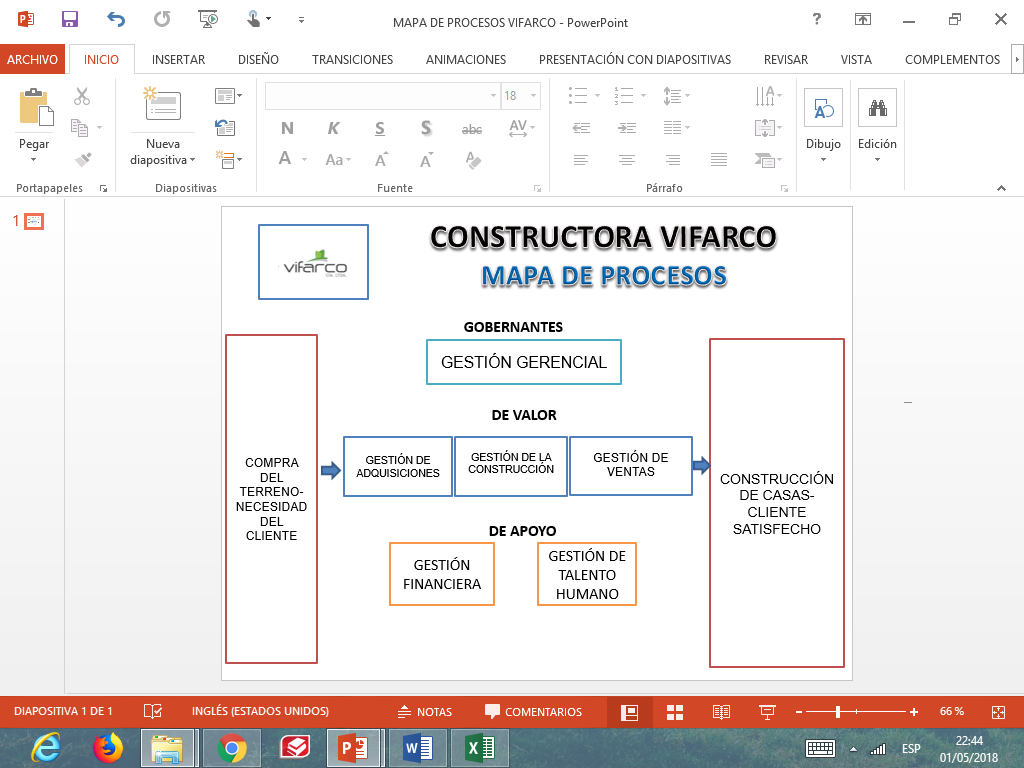 MAPA DE PROCESOS VIFARCO - PowerPoint
ARCHIVO INICIO INSERTAR DISEÑO TRANSICIONES ANIMACIONES PRESENTACIÓN CON DIAPOSITIVAS REVISAR VISTA COMPLEMENTOS
18
N K S S abc AV
A Aa A A
Pegar
Nueva
diapositiva
Dibujo
Edición
Portapapeles
Diapositivas
Fuente
Párrafo
1
vifarco
CONSTRUCTORA VIFARCO
MAPA DE PROCESOS
GOBERNANTES
GESTIÓN GERENCIAL
DE VALOR
COMPRA
DEL
TERRENO-
NECESIDAD
DEL
CLIENTE
GESTIÓN DE
ADQUISICIONES
GESTIÓN DE LA
CONSTRUCCIÓN
GESTIÓN DE
VENTAS
CONSTRUCCIÓN
DE CASAS-
CLIENTE
SATISFECHO
DE APOYO
GESTIÓN
FINANCIERA
GESTIÓN DE
TALENTO
HUMANO
DIAPOSITIVA 1 DE 1 INGLÉS (ESTADOS UNIDOS) NOTAS COMENTARIOS 66 %
ESP
22:44
01/05/2018